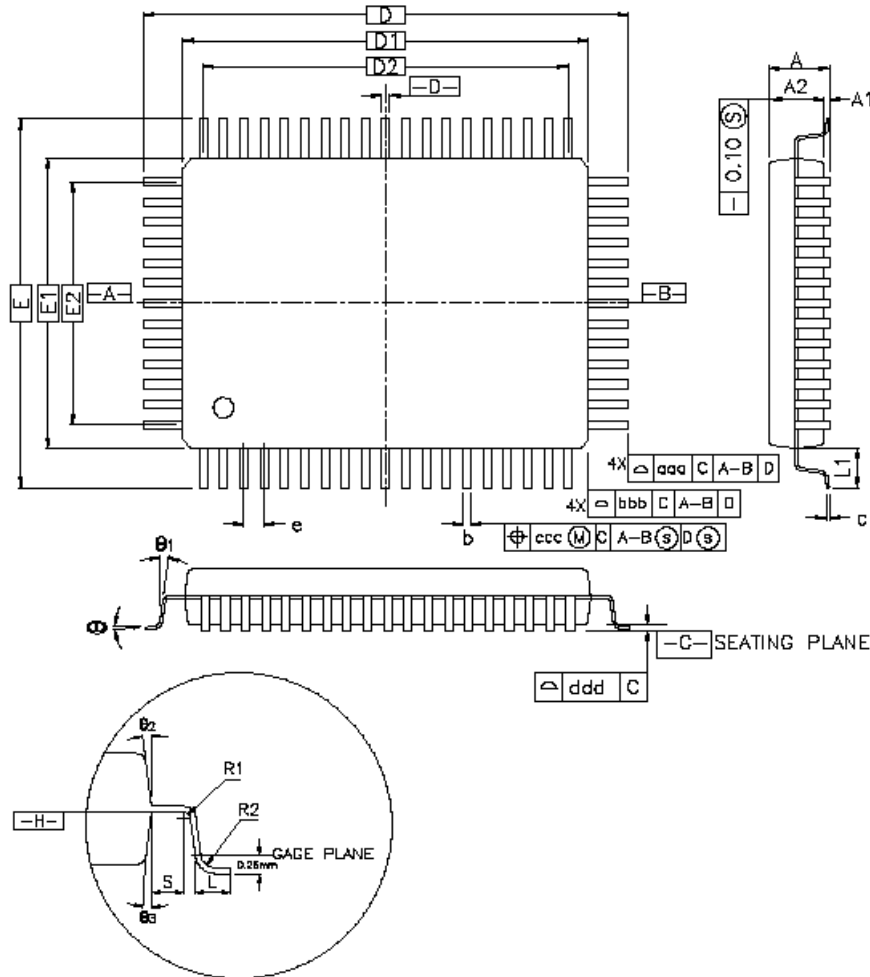 D
D1
D2
-D-
A
A2
A1
- 0.10 S
E
E1
E2
-A-
-B-
L1
4X ⌓ aaa C A-B D
4X ⌓ bbb C A-B D
e
b
⌖ ccc M C A-B S D S
c
θ1
θ
-C- SEATING PLANE
⌓ ddd C
θ2
R1
R2
-H-
GAGE PLANE
0.25mm
S
L
θ3